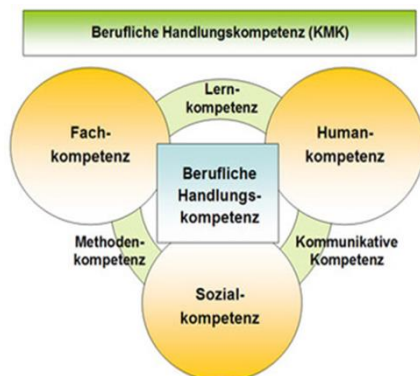 Berufliche Handlungskompetenz (KMK)
Lern-
kompetenz
Fach-
kompetenz
Human-
kompetenz
Berufliche
Handlungs-
kompetenz
Methoden-
kompetenz
Kommunikative
Kompetenz
Sozial-
kompetenz